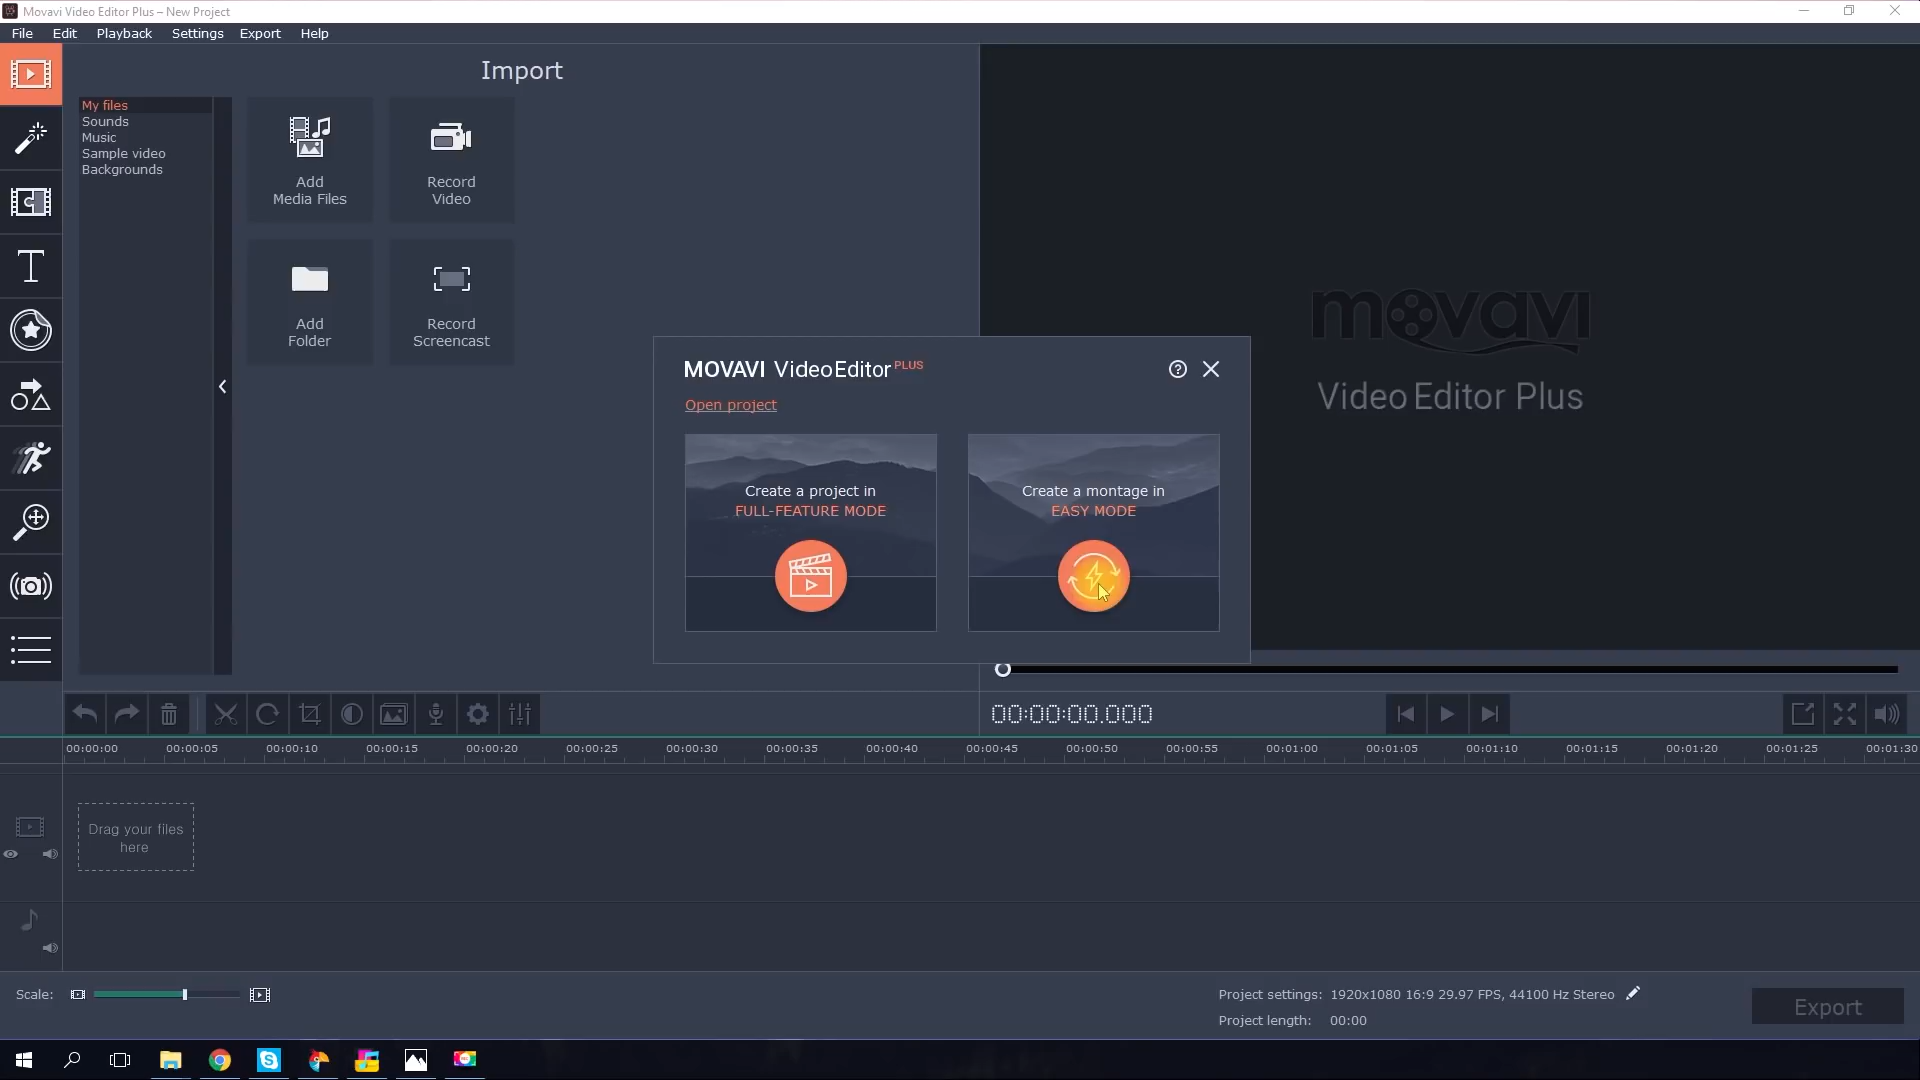 Movavi Video Editor Plus – New Project
File Edit Playback Settings Export Help
Import
My files
Sounds
Music
Sample video
Backgrounds
Add
Media Files
Record
Video
Add
Folder
Record
Screencast
movavi
Video Editor Plus
MOVAVI VideoEditor PLUS
Open project
Create a project in
FULL-FEATURE MODE
Create a montage in
EASY MODE
00:00:00.000
00:00:00 00:00:05 00:00:10 00:00:15 00:00:20 00:00:25 00:00:30 00:00:35 00:00:40 00:00:45 00:00:50 00:00:55 00:01:00 00:01:05 00:01:10 00:01:15 00:01:20 00:01:25 00:01:30
Drag your files
here
Scale:
Project settings: 1920x1080 16:9 29.97 FPS, 44100 Hz Stereo
Project length: 00:00
Export